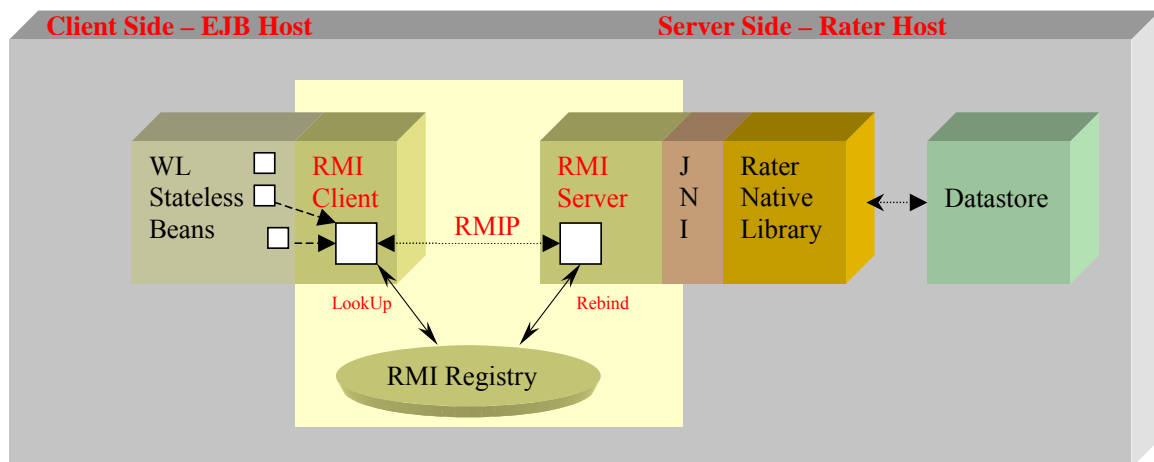 Client Side – EJB Host
Server Side – Rater Host
WL
Stateless
Beans
RMI
Client
RMIP
RMI
Server
J
N
I
Rater
Native
Library
Datastore
LookUp
Rebind
RMI Registry